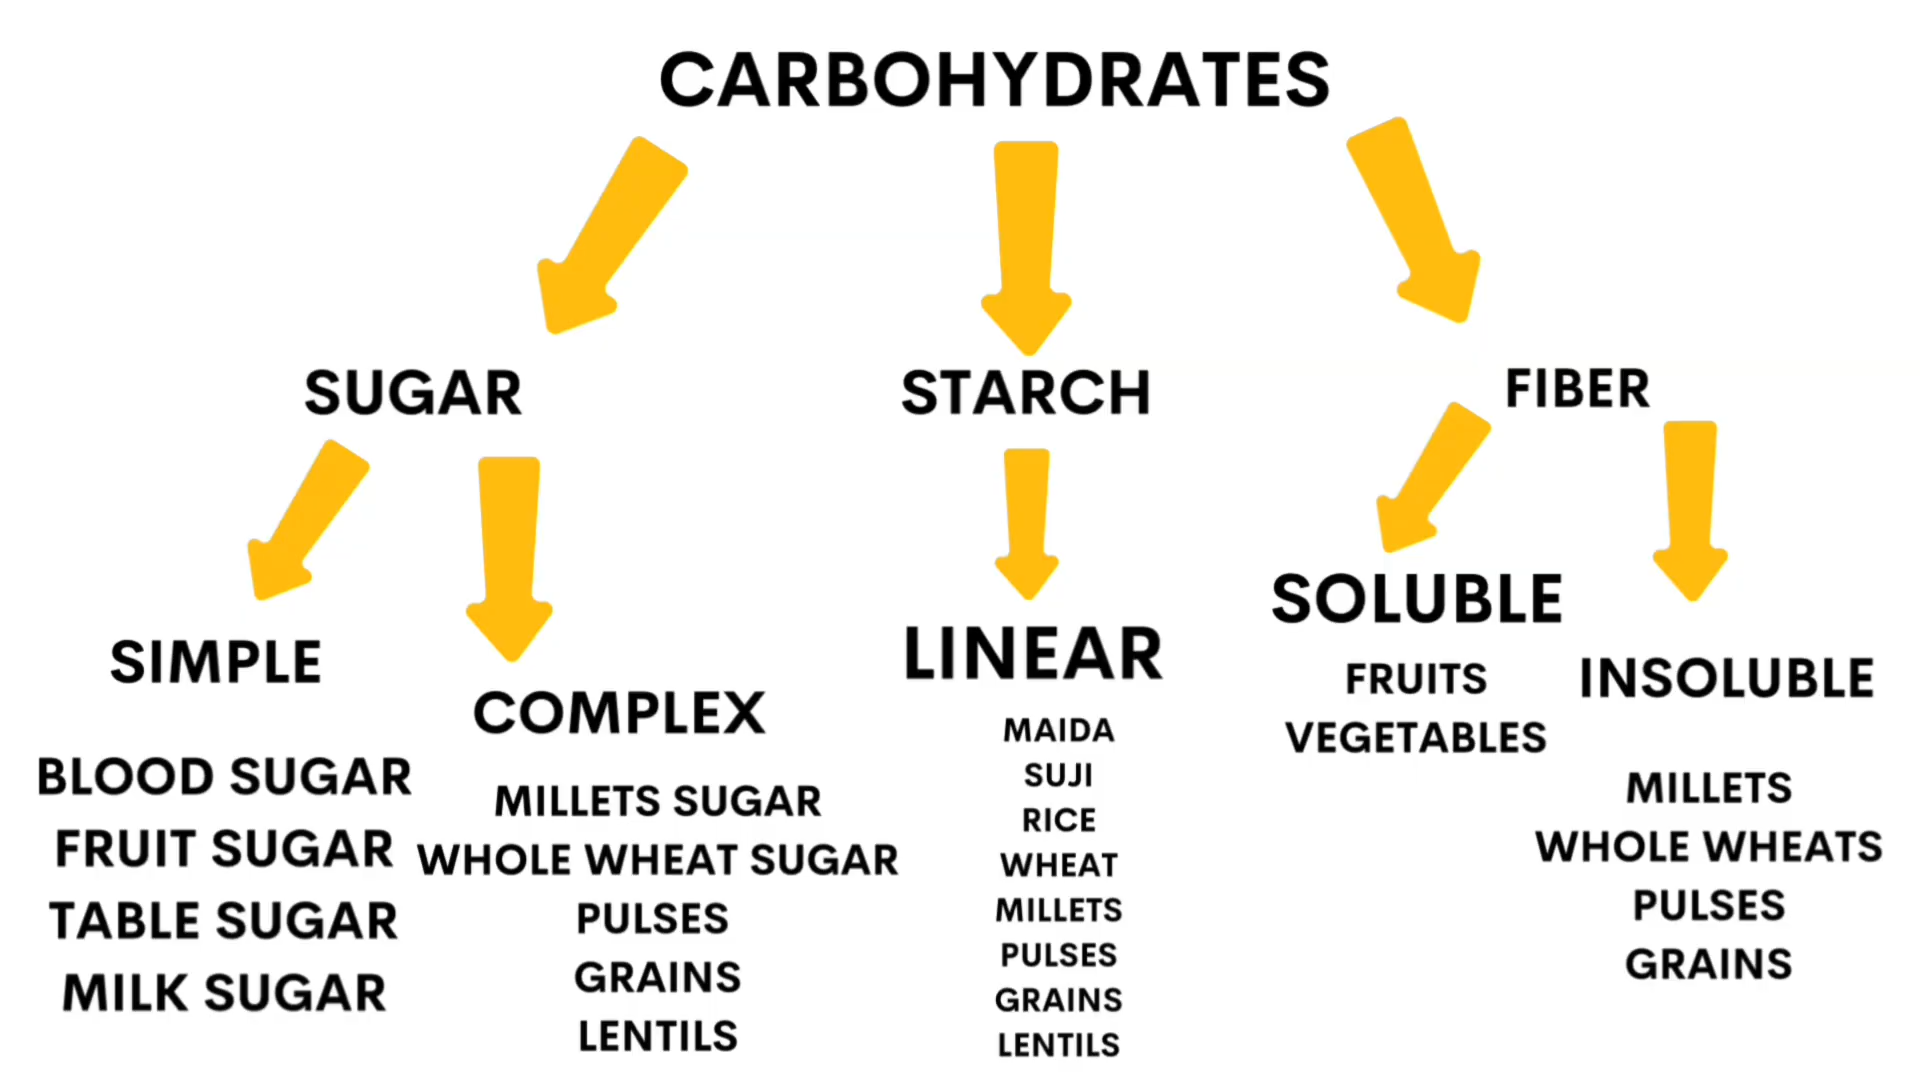 CARBOHYDRATES
SUGAR
SIMPLE
BLOOD SUGAR
FRUIT SUGAR
TABLE SUGAR
MILK SUGAR
COMPLEX
MILLETS SUGAR
WHOLE WHEAT SUGAR
PULSES
GRAINS
LENTILS
STARCH
LINEAR
MAIDA
SUJI
RICE
WHEAT
MILLETS
PULSES
GRAINS
LENTILS
FIBER
SOLUBLE
FRUITS
VEGETABLES
INSOLUBLE
MILLETS
WHOLE WHEATS
PULSES
GRAINS